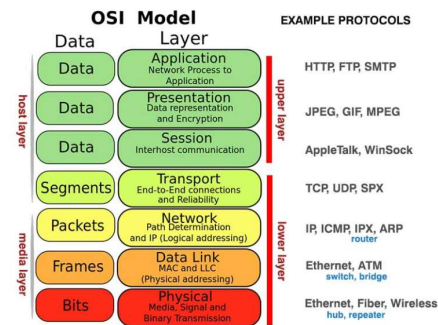 OSI Model
EXAMPLE PROTOCOLS
Data
Layer
Data
Application
Network Process to
Application
HTTP, FTP, SMTP
Data
Presentation
Data representation
and Encryption
JPEG, GIF, MPEG
Data
Session
Interhost communication
AppleTalk, WinSock
Segments
Transport
End-to-End connections
and Reliability
TCP, UDP, SPX
Packets
Network
Path Determination
and IP (Logical addressing)
IP, ICMP, IPX, ARP
router
Frames
Data Link
MAC and LLC
(Physical addressing)
Ethernet, ATM
switch, bridge
Bits
Physical
Media, Signal and
Binary Transmission
Ethernet, Fiber, Wireless
hub, repeater
host layer
media layer
upper layer
lower layer